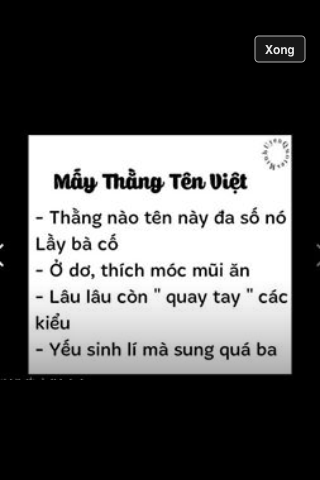 Xong
Mấy Thằng Tên Việt
- Thằng nào tên này đa số nó
Lầy bà cố
- Ở dơ, thích móc mũi ăn
- Lâu lâu còn " quay tay " các
kiểu
- Yếu sinh lí mà sung quá ba